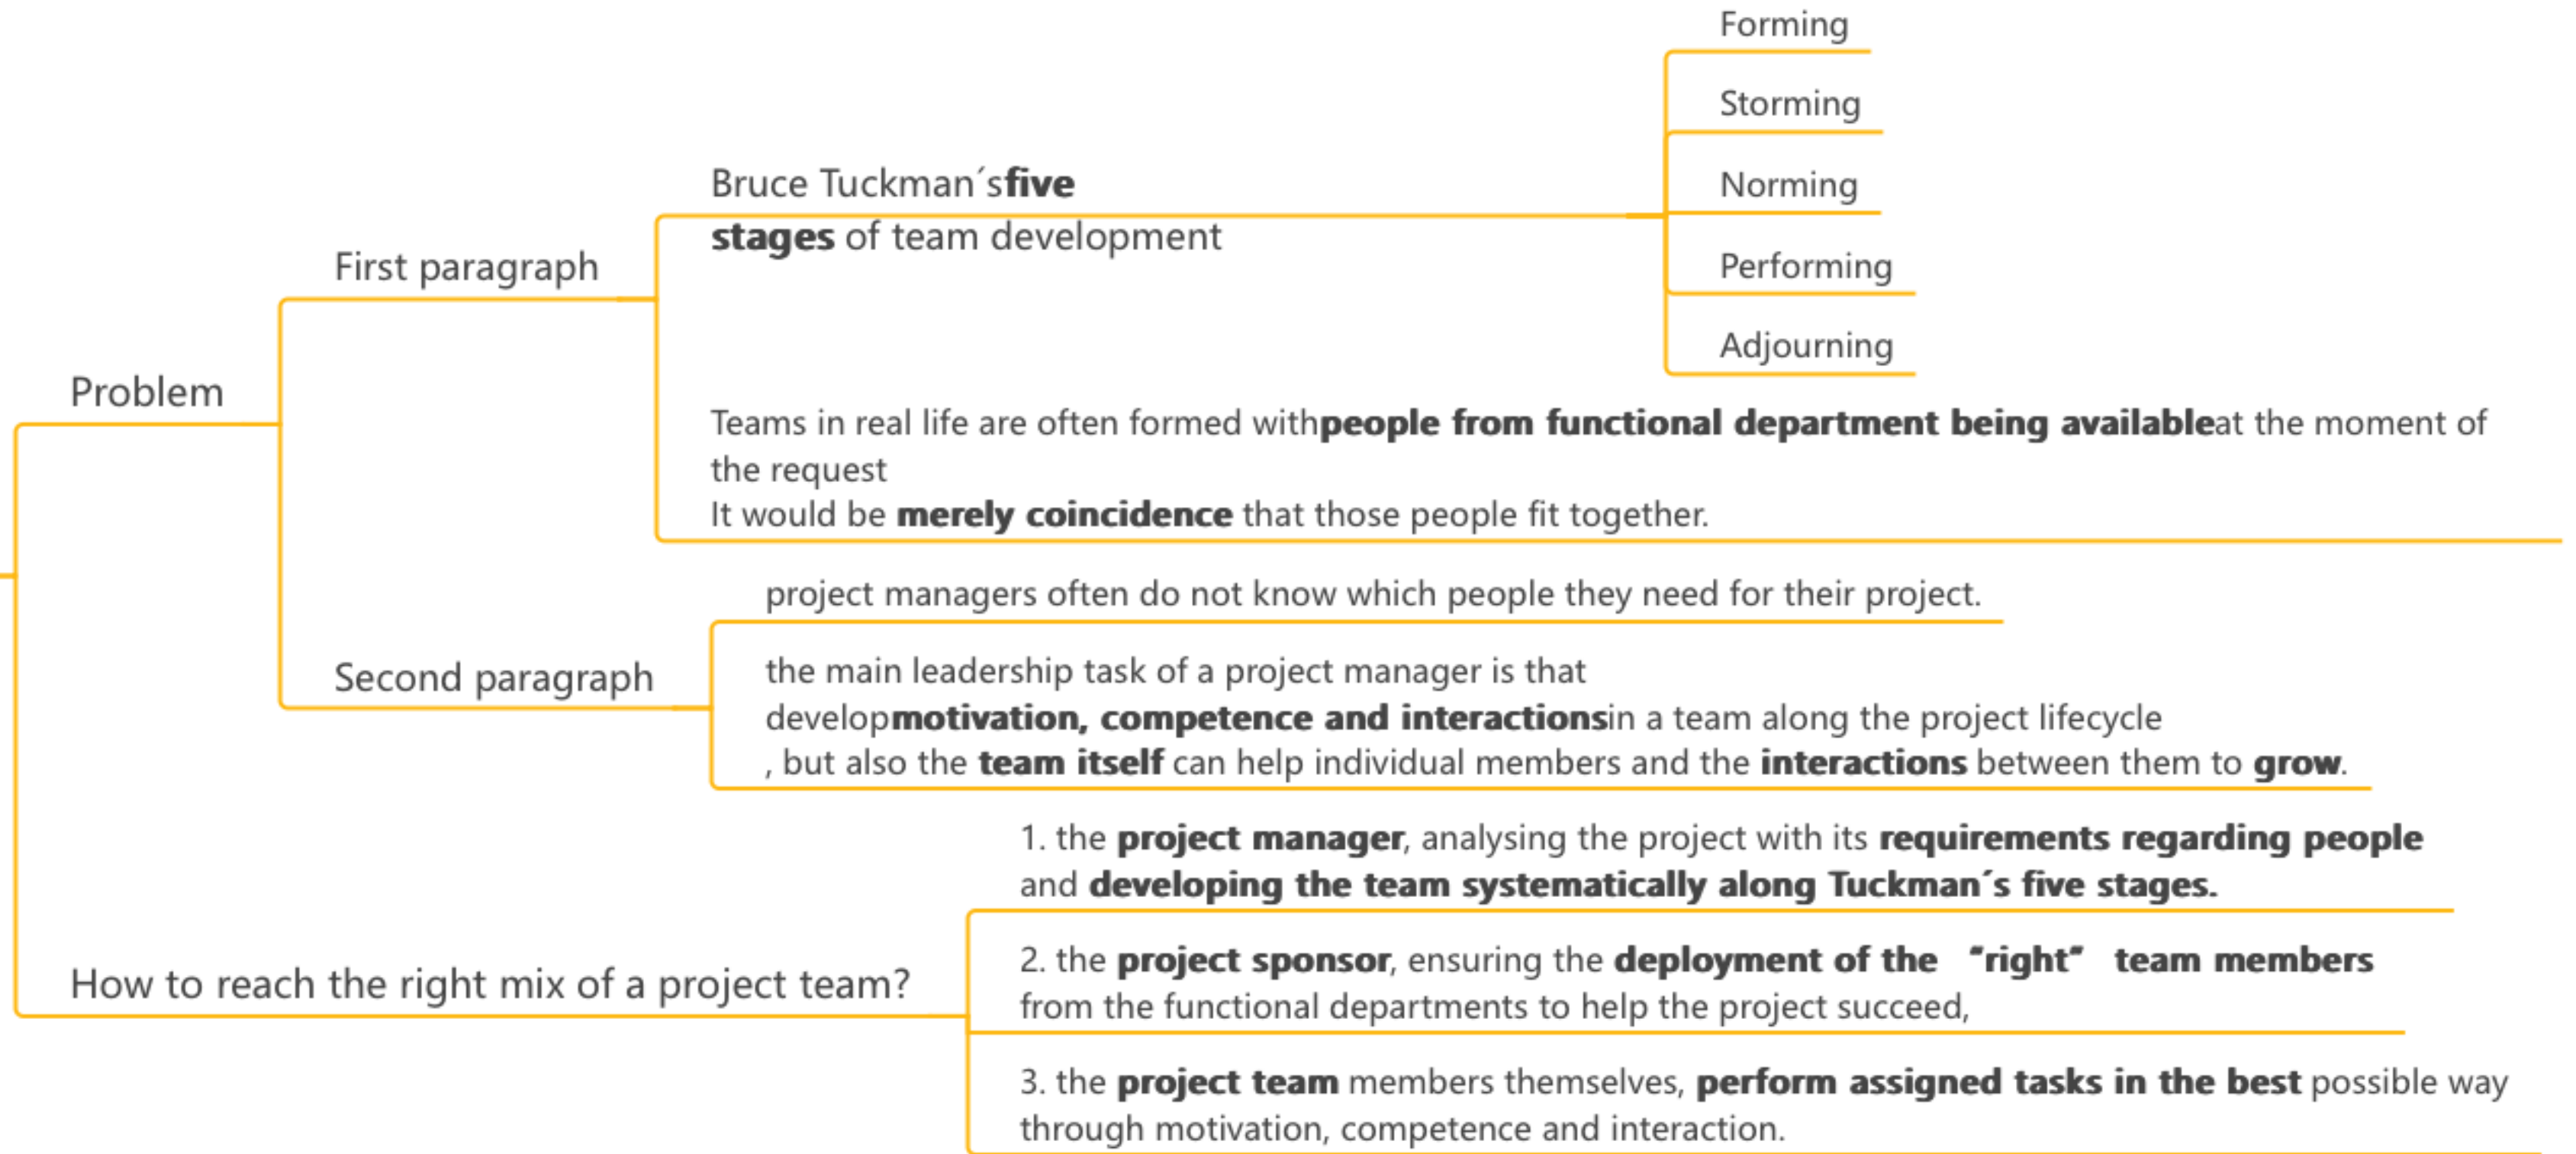 Problem
First paragraph
Bruce Tuckman´sfive
stages of team development
Forming
Storming
Norming
Performing
Adjourning
Teams in real life are often formed withpeople from functional department being availableat the moment of
the request
It would be merely coincidence that those people fit together.
Second paragraph
project managers often do not know which people they need for their project.
the main leadership task of a project manager is that
developmotivation, competence and interactionsin a team along the project lifecycle
, but also the team itself can help individual members and the interactions between them to grow.
How to reach the right mix of a project team?
1. the project manager, analysing the project with its requirements regarding people
and developing the team systematically along Tuckman´s five stages.
2. the project sponsor, ensuring the deployment of the “right” team members
from the functional departments to help the project succeed,
3. the project team members themselves, perform assigned tasks in the best possible way
through motivation, competence and interaction.